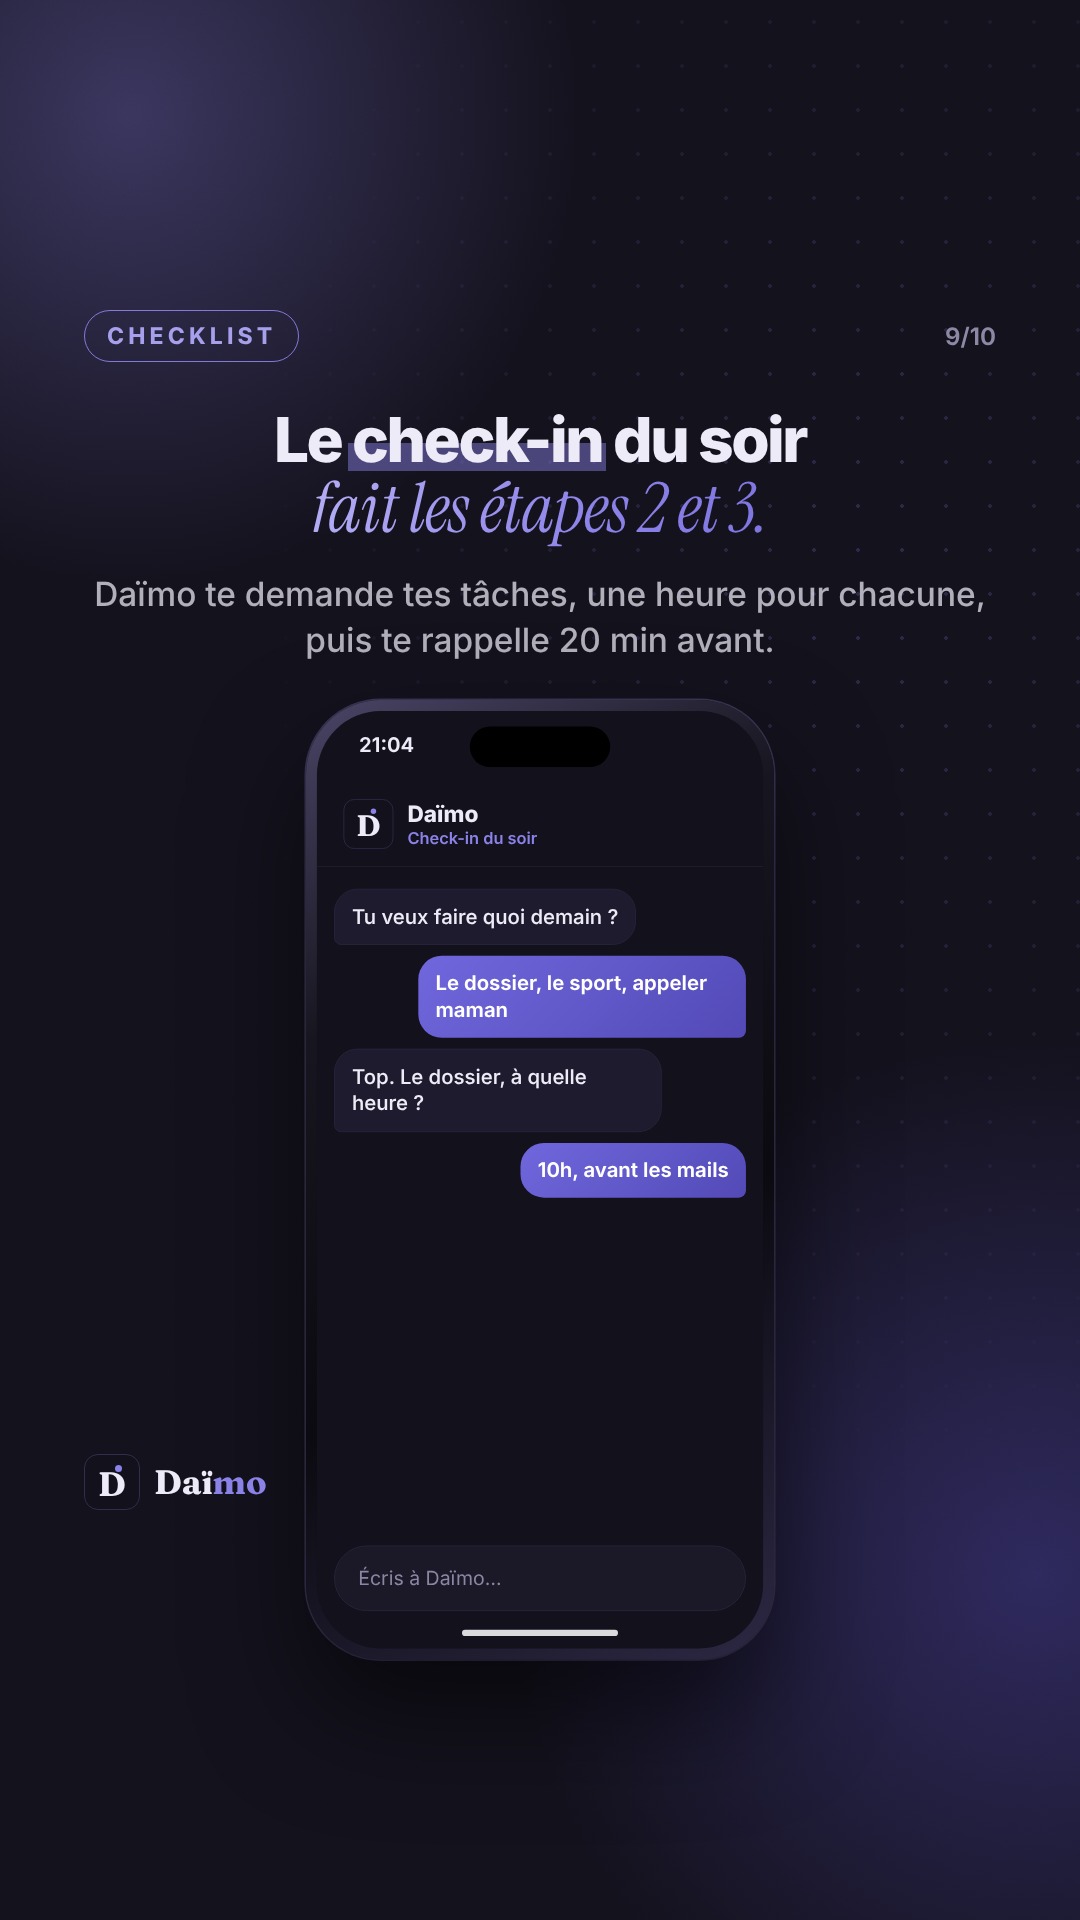 CHECKLIST
9/10
Le check-in du soir
fait les étapes 2 et 3.
Daïmo te demande tes tâches, une heure pour chacune,
puis te rappelle 20 min avant.
21:04
D
Daïmo
Check-in du soir
Tu veux faire quoi demain ?
Le dossier, le sport, appeler
maman
Top. Le dossier, à quelle
heure ?
10h, avant les mails
D
Daïmo
Écris à Daïmo...